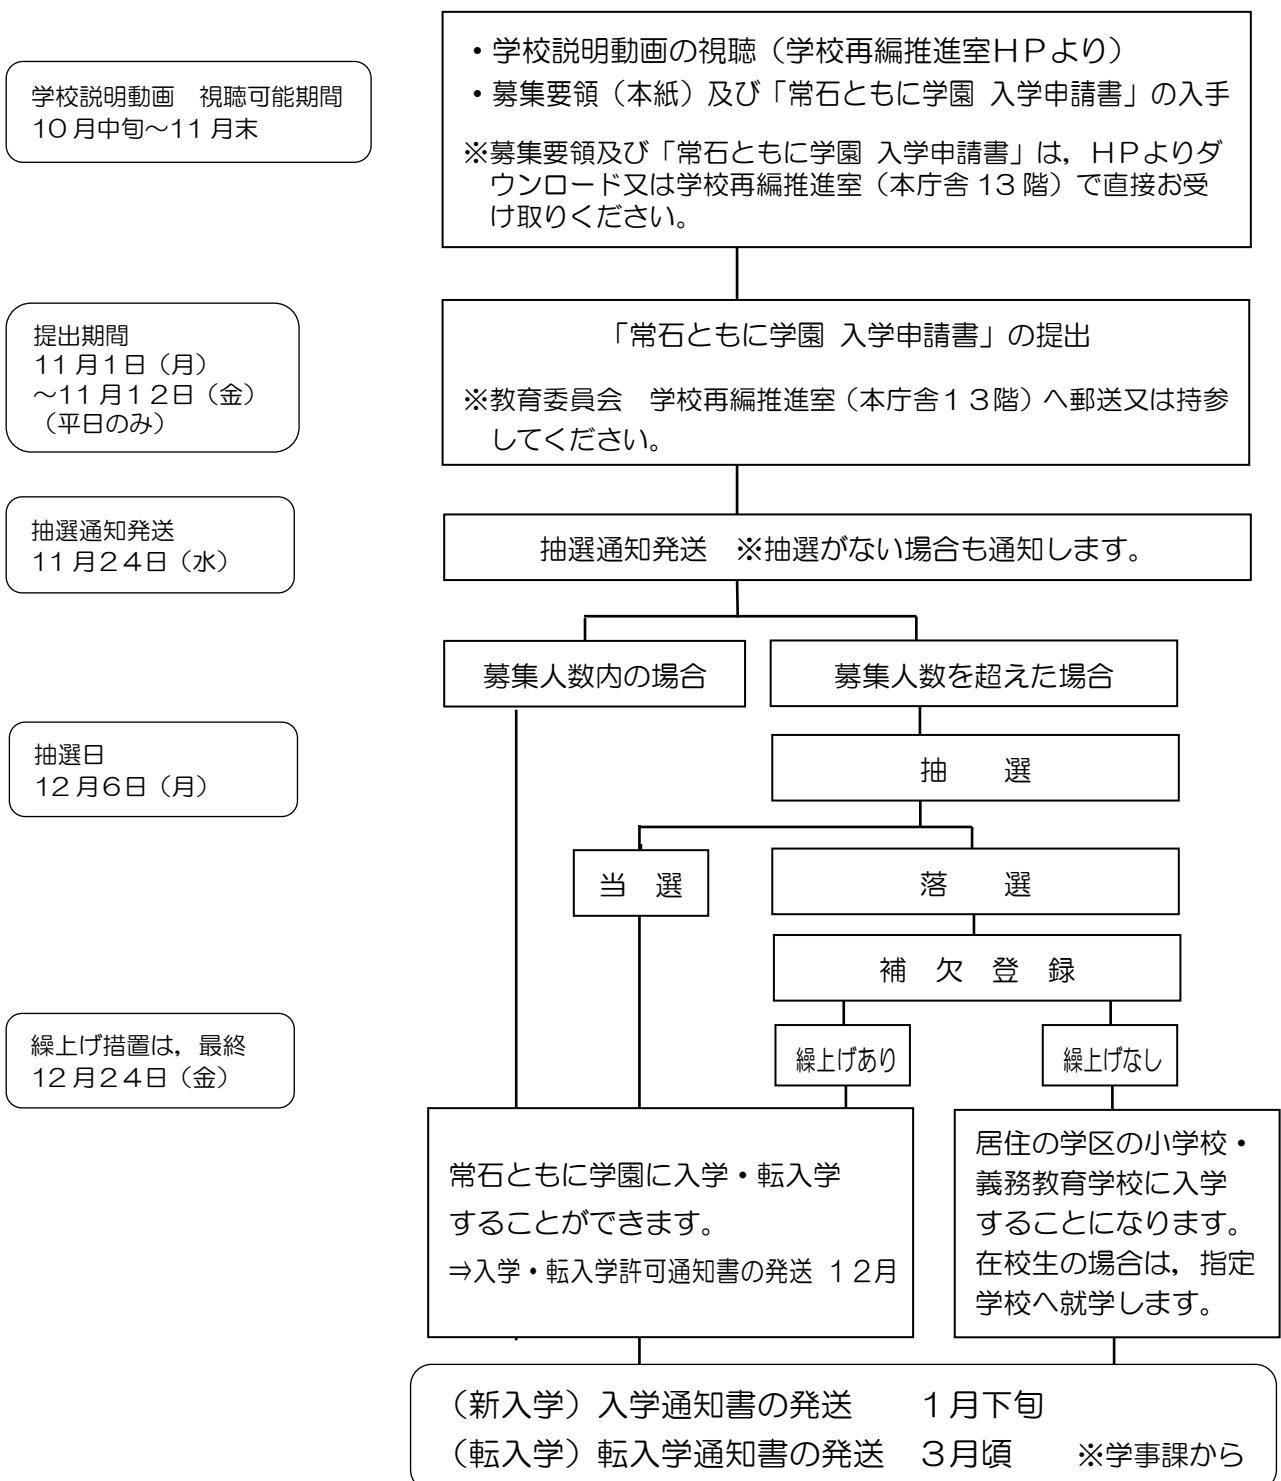 ・学校説明動画の視聴（学校再編推進室ＨＰより）
・募集要領（本紙）及び「常石ともに学園 入学申請書」の入手
※募集要領及び「常石ともに学園 入学申請書」は，ＨＰよりダ
ウンロード又は学校再編推進室（本庁舎 13 階）で直接お受
け取りください。
学校説明動画　視聴可能期間
10 月中旬～11 月末
提出期間
11 月１日（月）
～11 月１２日（金）
（平日のみ）
「常石ともに学園 入学申請書」の提出
※教育委員会　学校再編推進室（本庁舎１３階）へ郵送又は持参
してください。
抽選通知発送
11 月２４日（水）
抽選通知発送　※抽選がない場合も通知します。
募集人数内の場合
募集人数を超えた場合
抽選日
12 月６日（月）
抽　　選
当　選
落　　選
補　欠　登　録
繰上げ措置は，最終
12 月２４日（金）
繰上げあり
繰上げなし
常石ともに学園に入学・転入学
することができます。
⇒入学・転入学許可通知書の発送 １２月
居住の学区の小学校・
義務教育学校に入学
することになります。
在校生の場合は，指定
学校へ就学します。
（新入学）入学通知書の発送　　１月下旬
（転入学）転入学通知書の発送　３月頃　　※学事課から